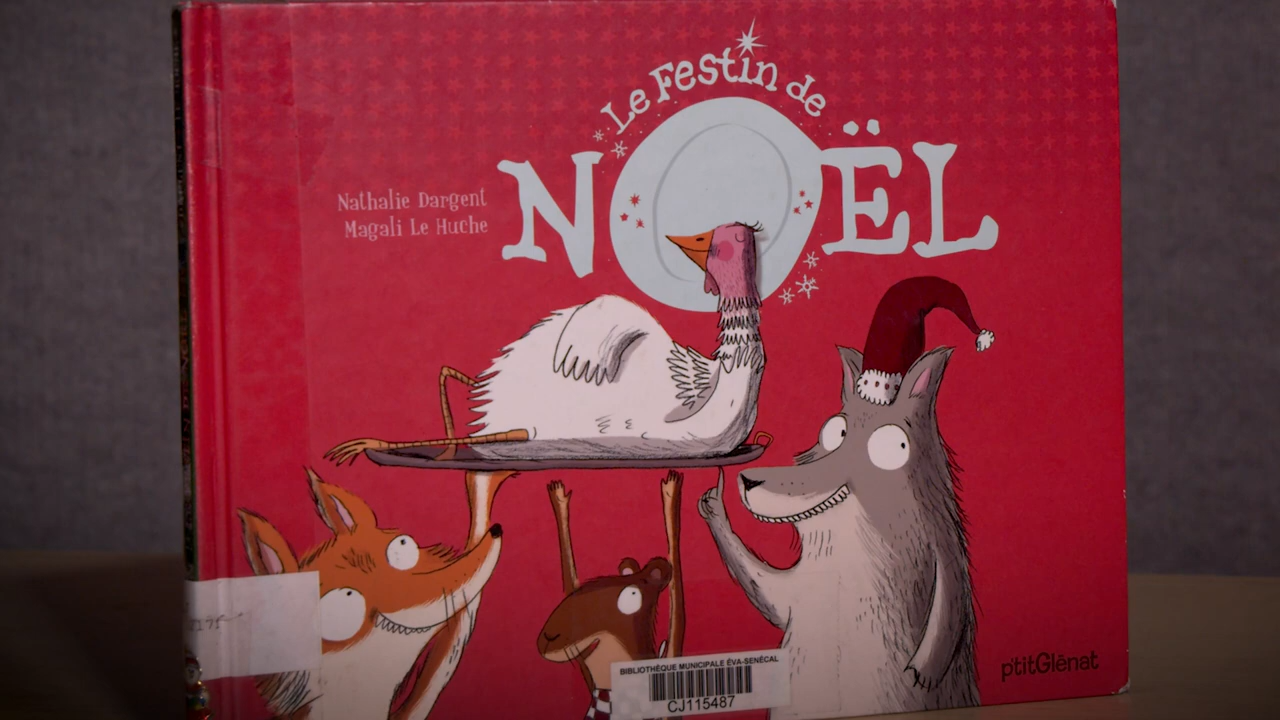 Le Festin de
NOËL
Nathalie Dargent
Magali Le Huche
BIBLIOTHÈQUE MUNICIPALE ÉVA-SENÉCAL
CJ115487
p'titGlénat